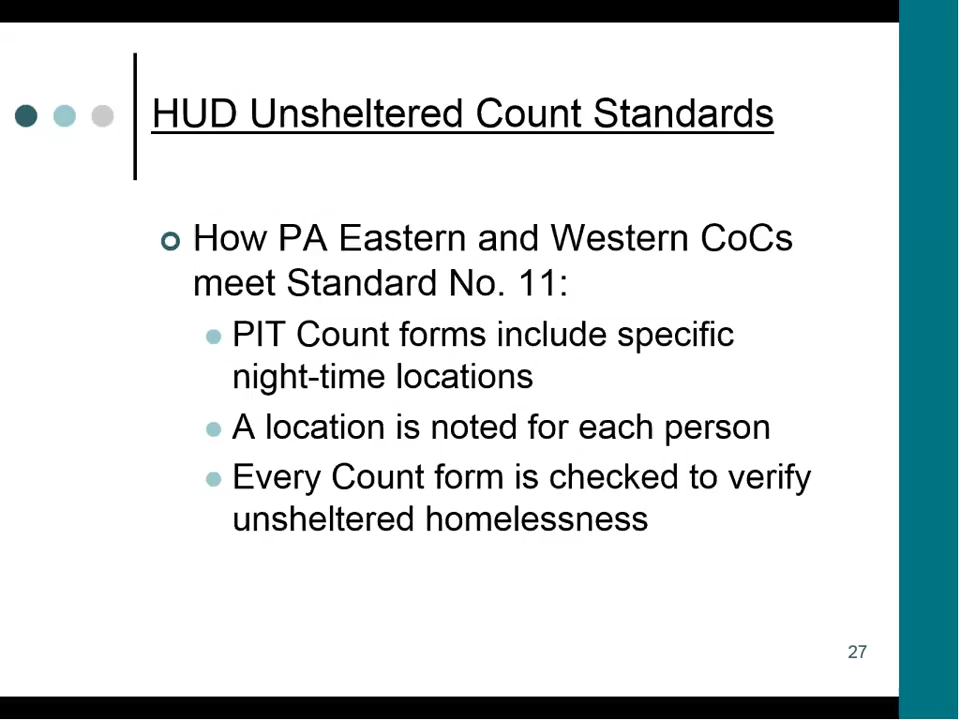 HUD Unsheltered Count Standards
How PA Eastern and Western CoCs
meet Standard No. 11:
PIT Count forms include specific
night-time locations
A location is noted for each person
Every Count form is checked to verify
unsheltered homelessness
27